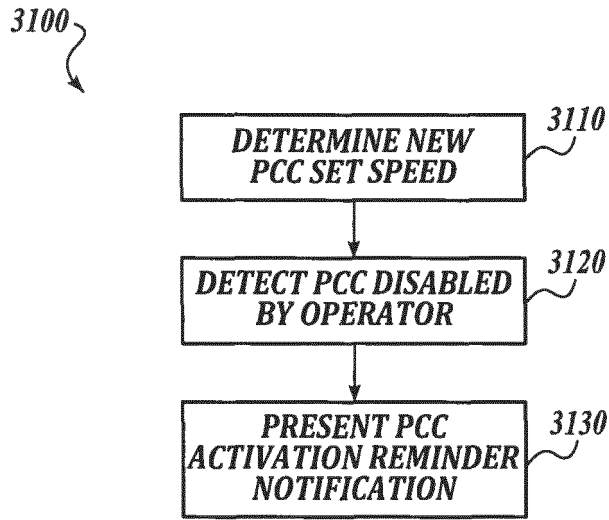 3100
DETERMINE NEW
PCC SET SPEED
3110
DETECT PCC DISABLED
BY OPERATOR
3120
PRESENT PCC
ACTIVATION REMINDER
NOTIFICATION
3130